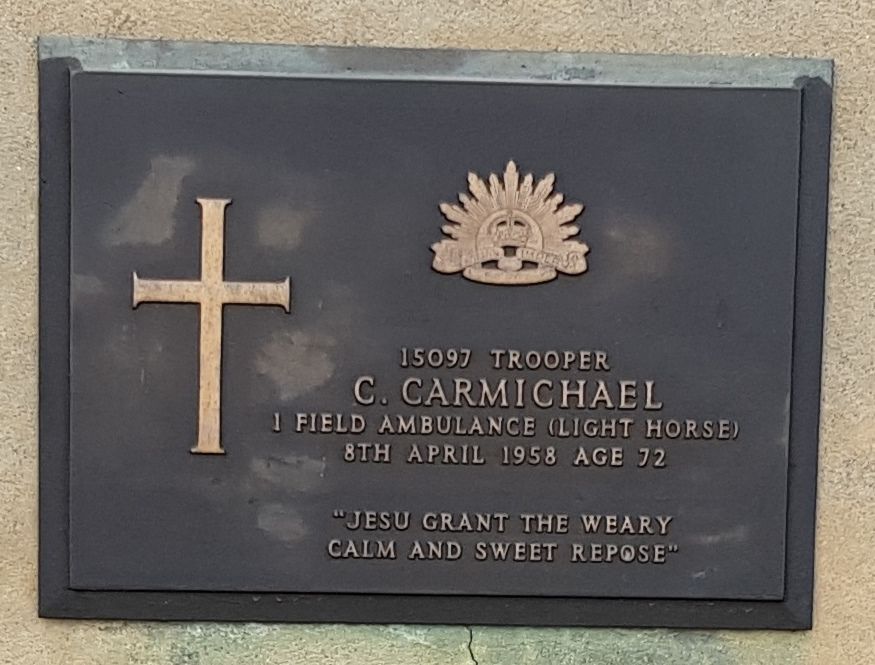 15097 TROOPER
C. CARMICHAEL
1 FIELD AMBULANCE (LIGHT HORSE)
8TH APRIL 1958 AGE 72
"JESU GRANT THE WEARY
CALM AND SWEET REPOSE"